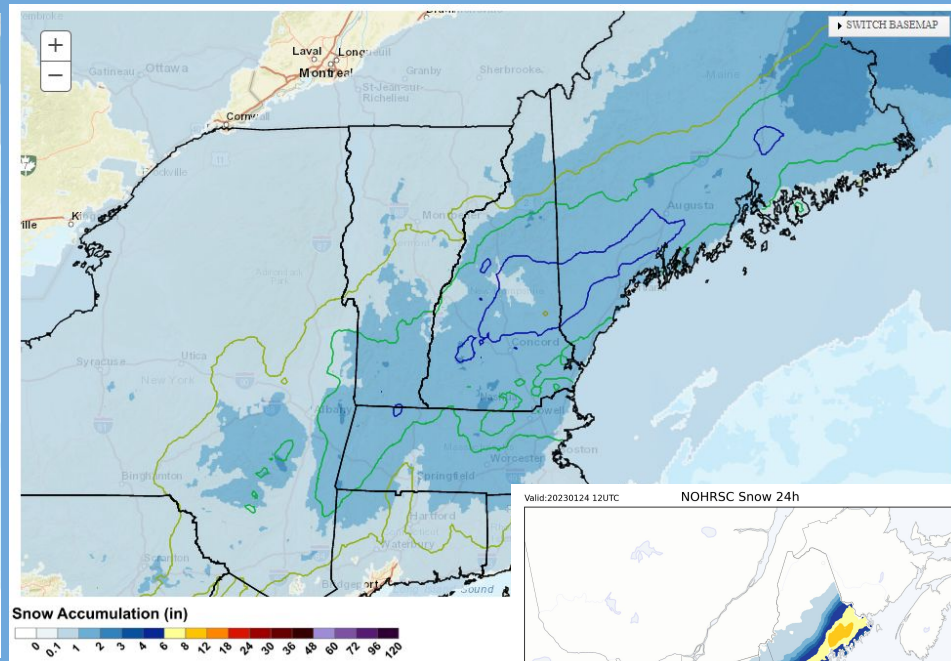 SWITCH BASEMAP
+
−
Laval
Longueuil
Montreal
Gatineau
Ottawa
Granby
Sherbrooke
St-Jean-sur-
Richelieu
Maine
Cornwall
11
Augusta
Syracuse
Utica
New York
Concord
Albany
Lowell
Boston
Worcester
Binghamton
Springfield
Hartford
Waterbury
Scranton
Bridgeport
Sound
Valid:20230124 12UTC
NOHRSC Snow 24h
Snow Accumulation (in)
0 0.1 1 2 3 4 6 8 12 18 24 30 36 48 60 72 96 120